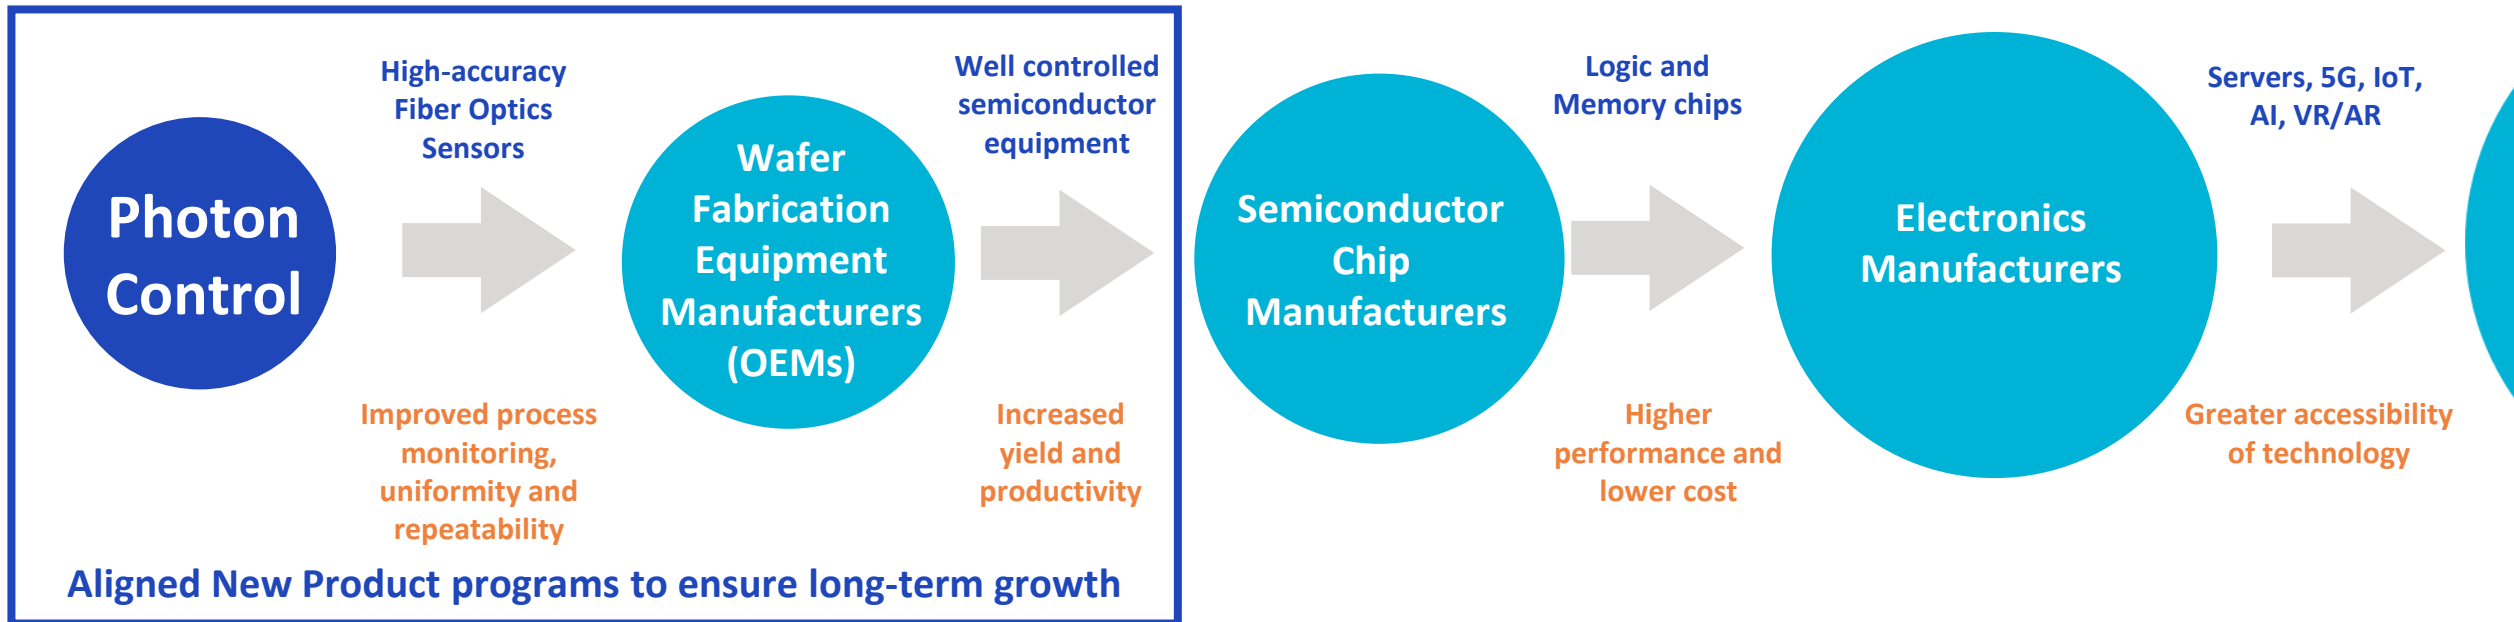 Photon
Control
High-accuracy
Fiber Optics
Sensors
Improved process
monitoring,
uniformity and
repeatability
Wafer
Fabrication
Equipment
Manufacturers
(OEMs)
Well controlled
semiconductor
equipment
Increased
yield and
productivity
Aligned New Product programs to ensure long-term growth
Semiconductor
Chip
Manufacturers
Logic and
Memory chips
Higher
performance and
lower cost
Electronics
Manufacturers
Servers, 5G, IoT,
AI, VR/AR
Greater accessibility
of technology